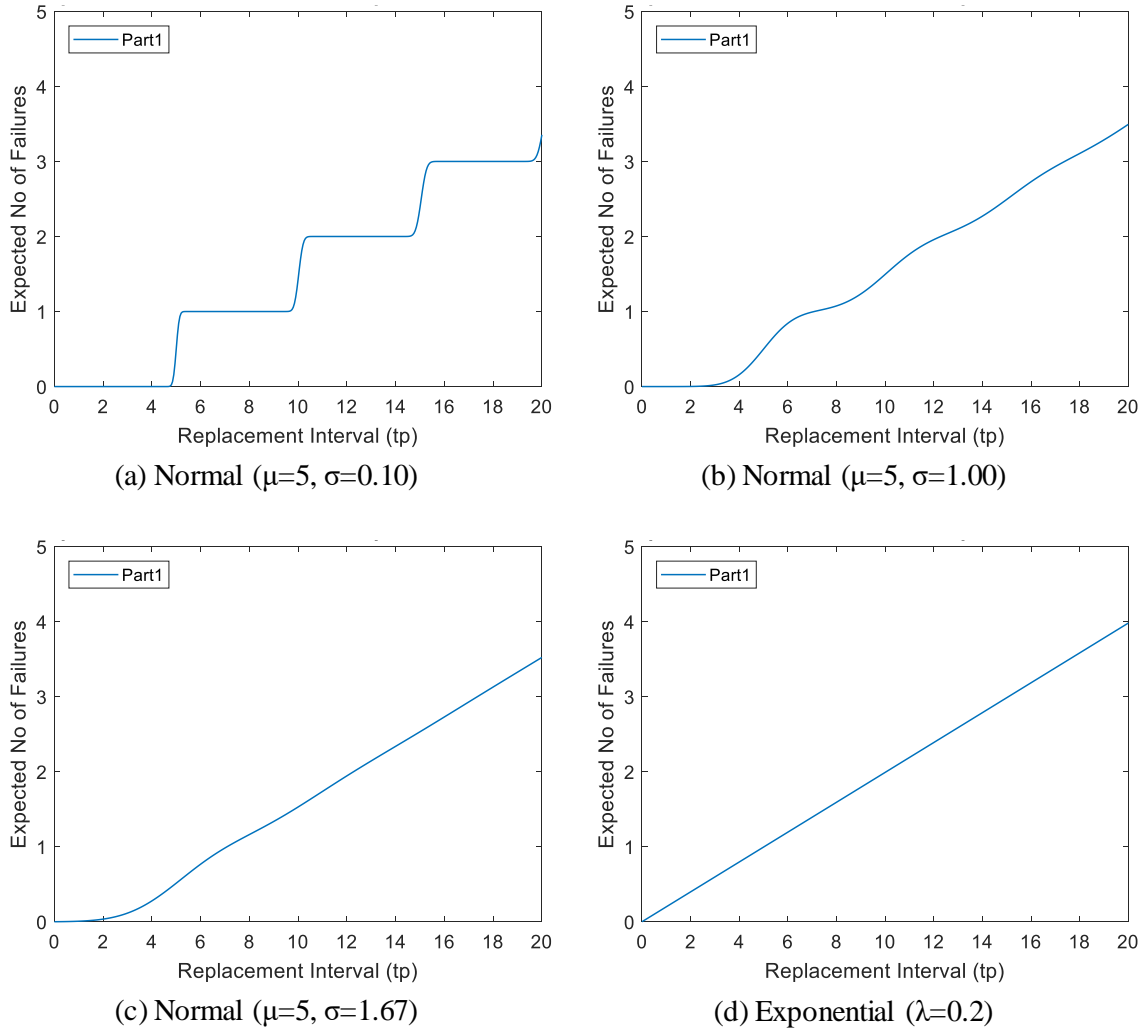 5
4
3
2
1
0
Expected No of Failures
Part1
0 2 4 6 8 10 12 14 16 18 20
Replacement Interval (tp)
(a) Normal (μ=5, σ=0.10)
5
4
3
2
1
0
Expected No of Failures
Part1
0 2 4 6 8 10 12 14 16 18 20
Replacement Interval (tp)
(b) Normal (μ=5, σ=1.00)
5
4
3
2
1
0
Expected No of Failures
Part1
0 2 4 6 8 10 12 14 16 18 20
Replacement Interval (tp)
(c) Normal (μ=5, σ=1.67)
5
4
3
2
1
0
Expected No of Failures
Part1
0 2 4 6 8 10 12 14 16 18 20
Replacement Interval (tp)
(d) Exponential (λ=0.2)